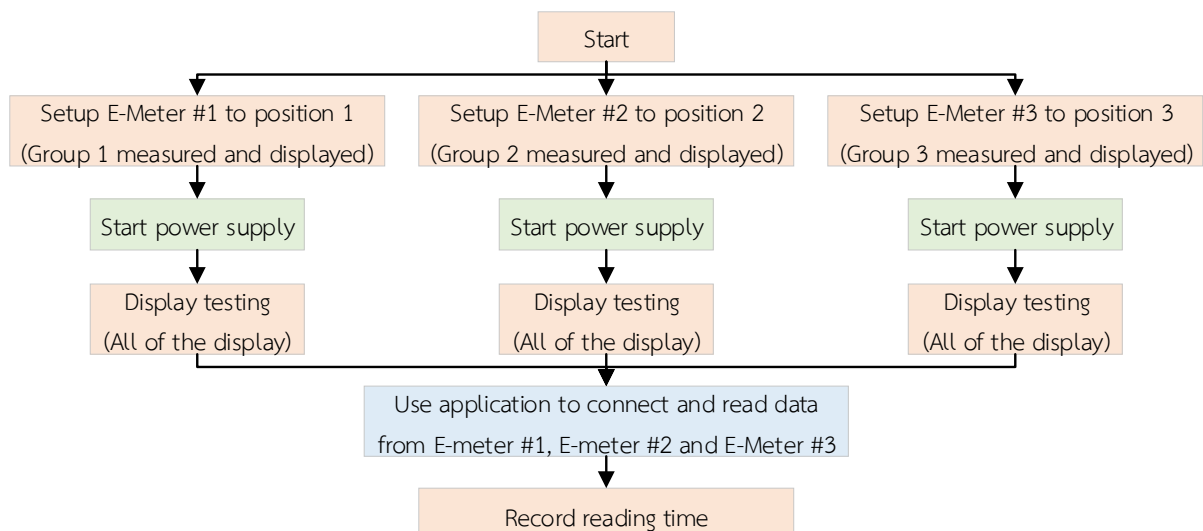 Start
Setup E-Meter #1 to position 1
(Group 1 measured and displayed)
Setup E-Meter #2 to position 2
(Group 2 measured and displayed)
Setup E-Meter #3 to position 3
(Group 3 measured and displayed)
Start power supply
Start power supply
Start power supply
Display testing
(All of the display)
Display testing
(All of the display)
Display testing
(All of the display)
Use application to connect and read data
from E-meter #1, E-meter #2 and E-Meter #3
Record reading time